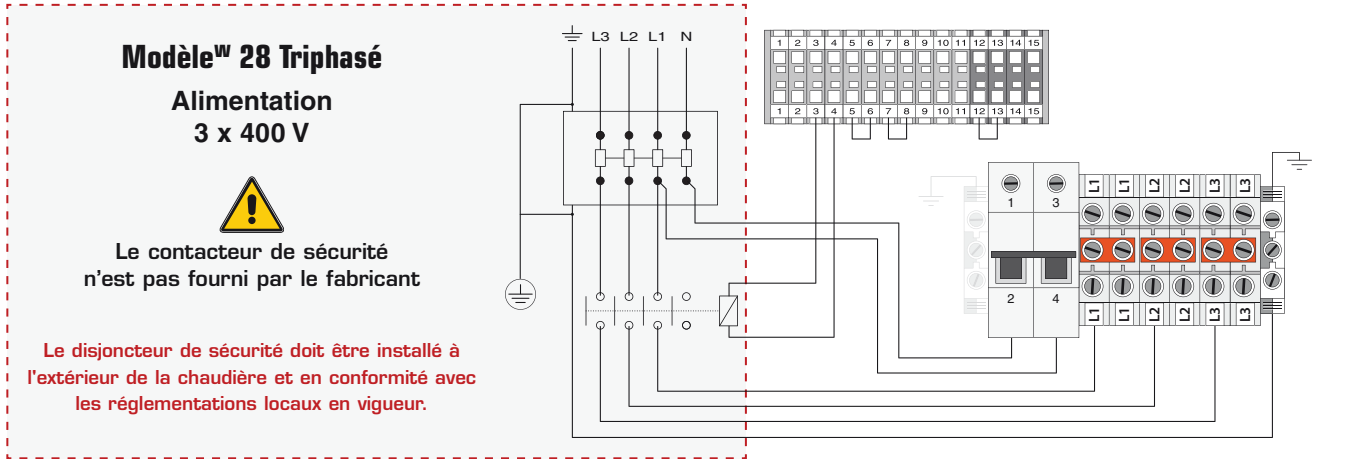 Modèleᵂ 28 Triphasé
Alimentation
3 x 400 V
Le contacteur de sécurité
n'est pas fourni par le fabricant
Le disjoncteur de sécurité doit être installé à
l'extérieur de la chaudière et en conformité avec
les réglementations locaux en vigueur.
L3 L2 L1 N
1 2 3 4 5 6 7 8 9 10 11 12 13 14 15
1 2 3 4 5 6 7 8 9 10 11 12 13 14 15
1 3
L1 L1 L2 L2 L3 L3
2 4
L1 L1 L2 L2 L3 L3